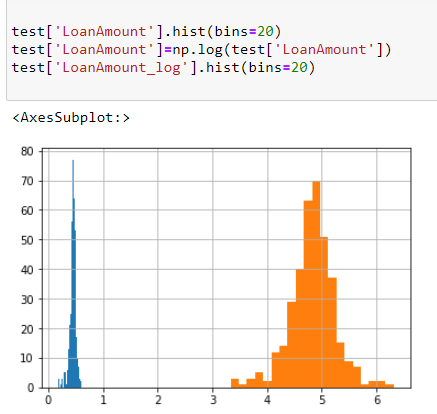 test['LoanAmount'].hist(bins=20)
test['LoanAmount']=np.log(test['LoanAmount'])
test['LoanAmount_log'].hist(bins=20)
<AxesSubplot:>
80
70
60
50
40
30
20
10
0
0 1 2 3 4 5 6